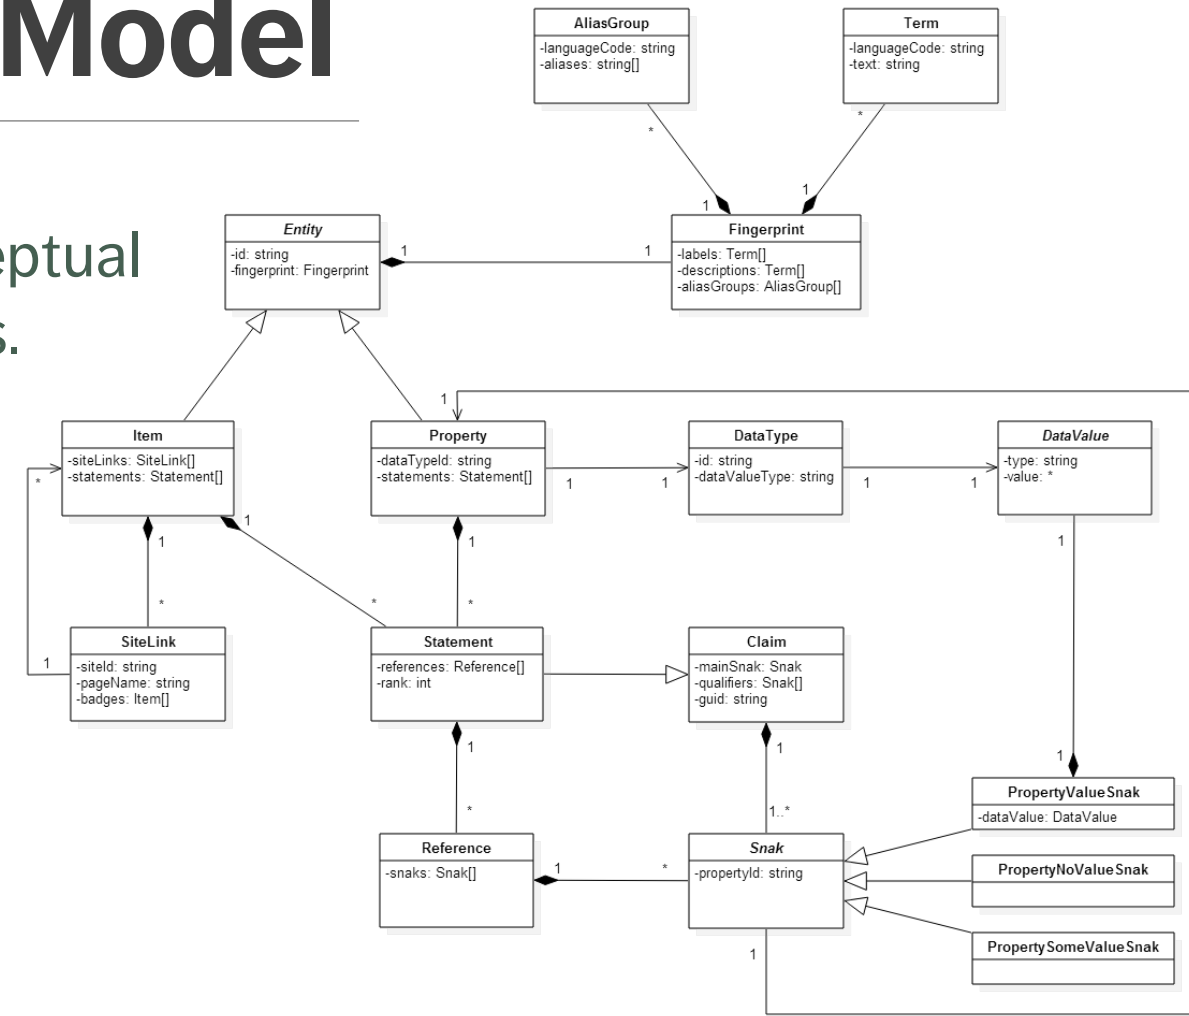 Model
AliasGroup
-languageCode: string
-aliases: string[]
Term
-languageCode: string
-text: string
*
*
1
1
eptual
s.
Entity
-id: string
-fingerprint: Fingerprint
1
1
Fingerprint
-labels: Term[]
-descriptions: Term[]
-aliasGroups: AliasGroup[]
1
Item
-siteLinks: SiteLink[]
-statements: Statement[]
Property
-dataTypeId: string
-statements: Statement[]
DataType
-id: string
-dataValueType: string
DataValue
-type: string
-value: *
*
1
1
1
1
1
1
1
1
*
*
*
SiteLink
-siteId: string
-pageName: string
-badges: Item[]
1
Statement
-references: Reference[]
-rank: int
Claim
-mainSnak: Snak
-qualifiers: Snak[]
-guid: string
1
1
1
*
1..*
PropertyValueSnak
-dataValue: DataValue
Reference
-snaks: Snak[]
1
*
Snak
-propertyId: string
PropertyNoValueSnak
PropertySomeValueSnak
1